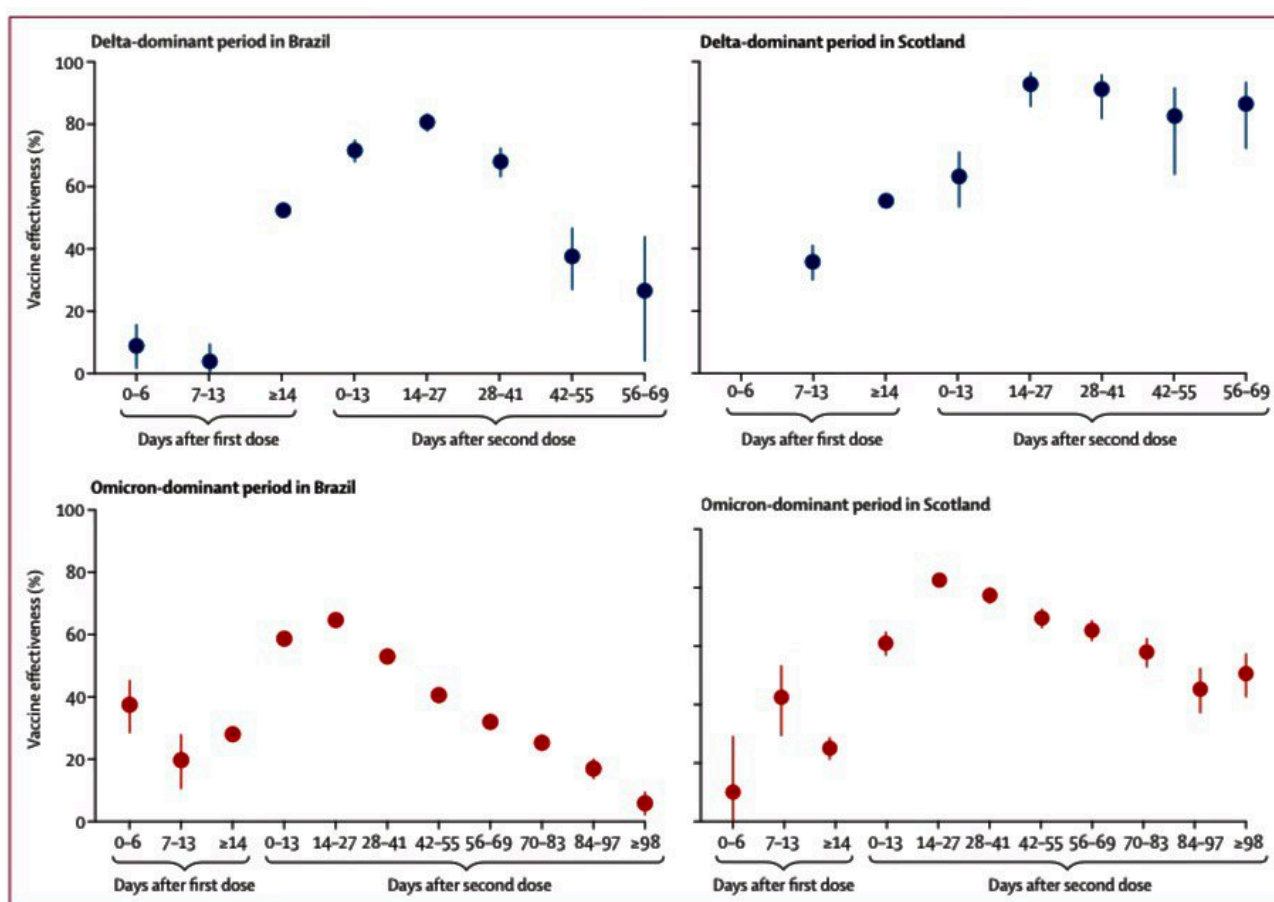 Delta-dominant period in Brazil
Delta-dominant period in Scotland
Vaccine effectiveness (%)
100
80
60
40
20
0
0–6 7–13 ≥14 0–13 14–27 28–41 42–55 56–69
Days after first dose Days after second dose
0–6 7–13 ≥14 0–13 14–27 28–41 42–55 56–69
Days after first dose Days after second dose
Omicron-dominant period in Brazil
Omicron-dominant period in Scotland
Vaccine effectiveness (%)
100
80
60
40
20
0
0–6 7–13 ≥14 0–13 14–27 28–41 42–55 56–69 70–83 84–97 ≥98
Days after first dose Days after second dose
0–6 7–13 ≥14 0–13 14–27 28–41 42–55 56–69 70–83 84–97 ≥98
Days after first dose Days after second dose